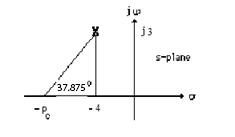 jω
j3
s-plane
37.875°
-p_c
-4
σ